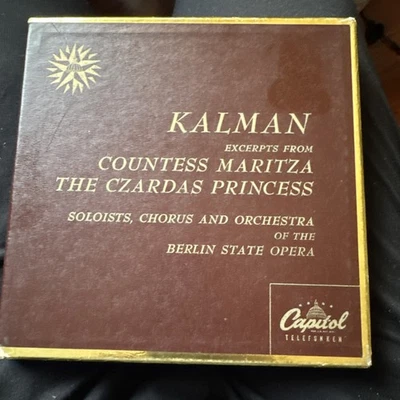 KALMAN
EXCERPTS FROM
COUNTESS MARITZA
THE CZARDAS PRINCESS
SOLOISTS, CHORUS AND ORCHESTRA
OF THE
BERLIN STATE OPERA
Capitol
TELEFUNKEN